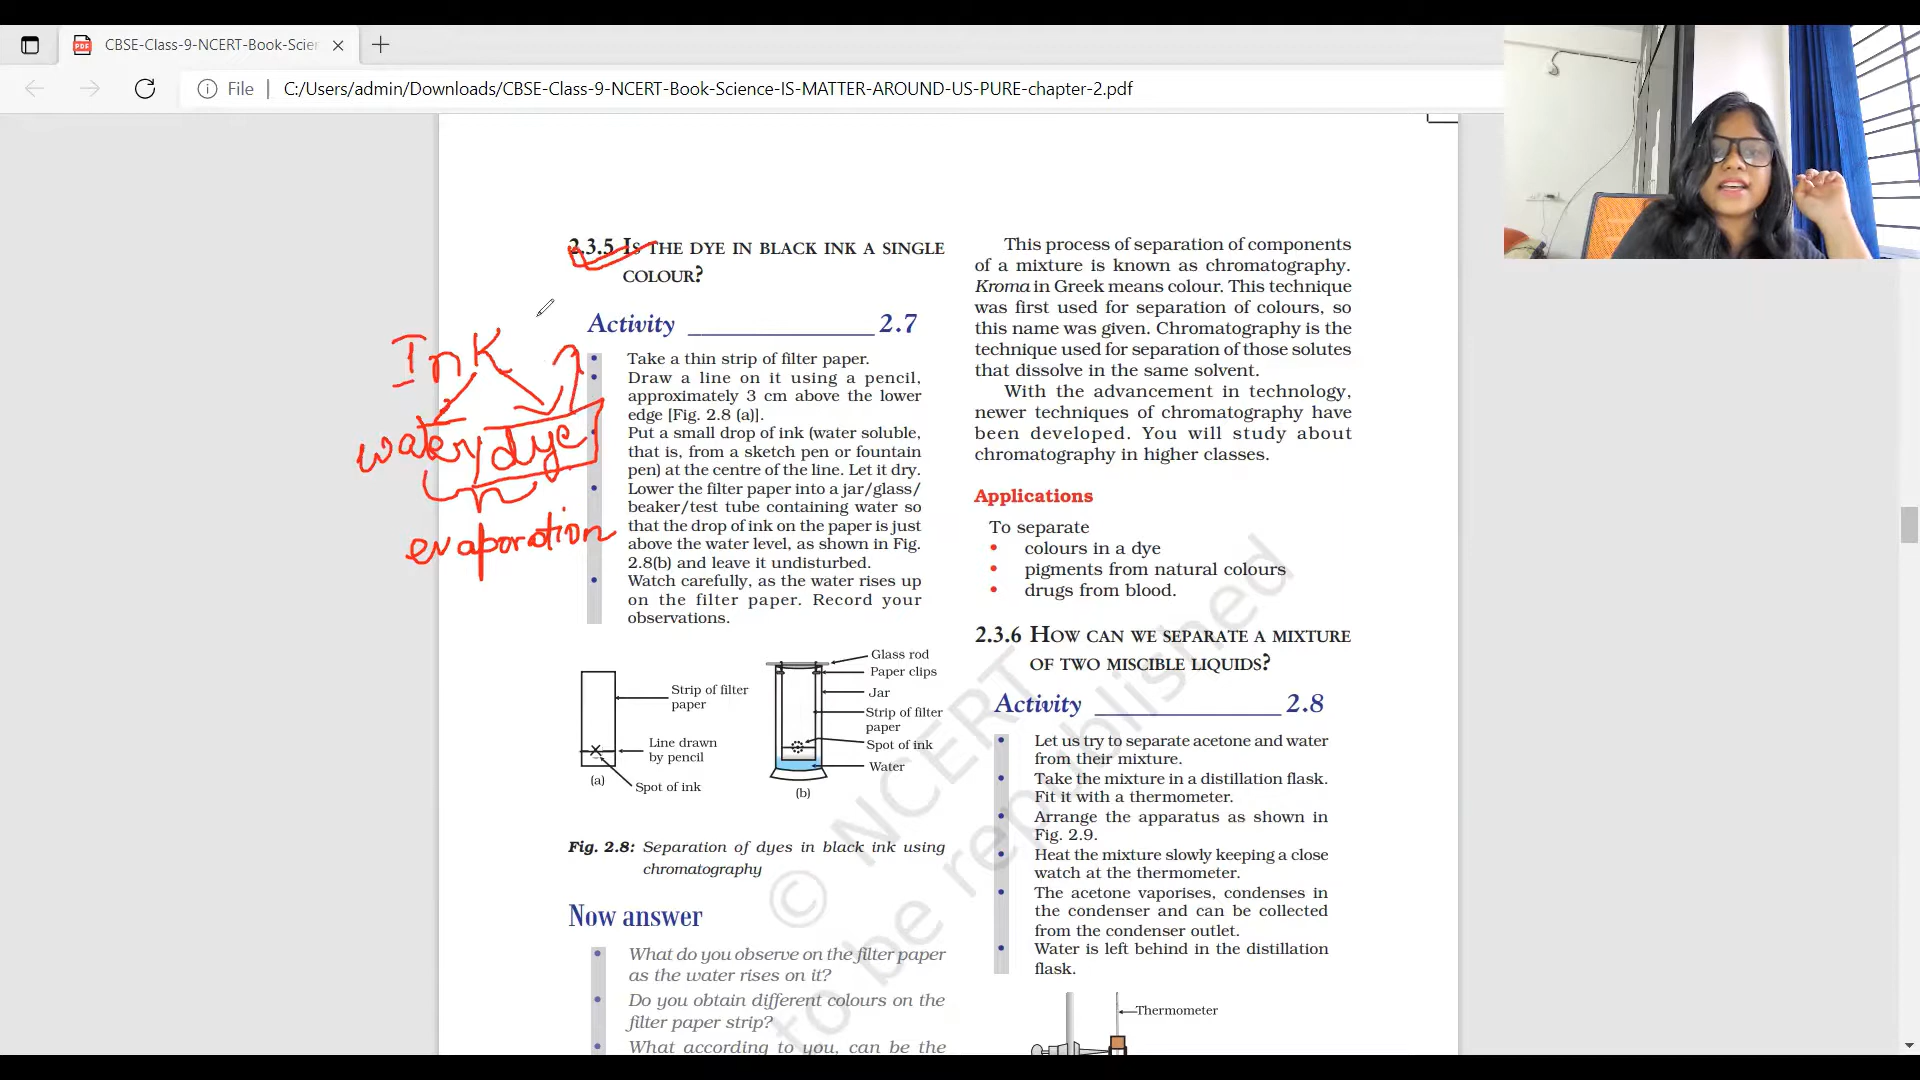 CBSE-Class-9-NCERT-Book-Scien
File
C:/Users/admin/Downloads/CBSE-Class-9-NCERT-Book-Science-IS-MATTER-AROUND-US-PURE-chapter-2.pdf
2.3.5 IS THE DYE IN BLACK INK A SINGLE
COLOUR?
Activity 2.7
Take a thin strip of filter paper.
Draw a line on it using a pencil,
approximately 3 cm above the lower
edge [Fig. 2.8 (a)].
Put a small drop of ink (water soluble,
that is, from a sketch pen or fountain
pen) at the centre of the line. Let it dry.
Lower the filter paper into a jar/glass/
beaker/test tube containing water so
that the drop of ink on the paper is just
above the water level, as shown in Fig.
2.8(b) and leave it undisturbed.
Watch carefully, as the water rises up
on the filter paper. Record your
observations.
Ink
water/dye
evaporation
Strip of filter
paper
Line drawn
by pencil
Spot of ink
(a)
Glass rod
Paper clips
Jar
Strip of filter
paper
Spot of ink
Water
(b)
Fig. 2.8: Separation of dyes in black ink using
chromatography
Now answer
What do you observe on the filter paper
as the water rises on it?
Do you obtain different colours on the
filter paper strip?
What according to you, can be the
This process of separation of components
of a mixture is known as chromatography.
Kroma in Greek means colour. This technique
was first used for separation of colours, so
this name was given. Chromatography is the
technique used for separation of those solutes
that dissolve in the same solvent.
With the advancement in technology,
newer techniques of chromatography have
been developed. You will study about
chromatography in higher classes.
Applications
To separate
• colours in a dye
• pigments from natural colours
• drugs from blood.
2.3.6 HOW CAN WE SEPARATE A MIXTURE
OF TWO MISCIBLE LIQUIDS?
Activity 2.8
Let us try to separate acetone and water
from their mixture.
Take the mixture in a distillation flask.
Fit it with a thermometer.
Arrange the apparatus as shown in
Fig. 2.9.
Heat the mixture slowly keeping a close
watch at the thermometer.
The acetone vaporises, condenses in
the condenser and can be collected
from the condenser outlet.
Water is left behind in the distillation
flask.
Thermometer
© NCERT
to be republished